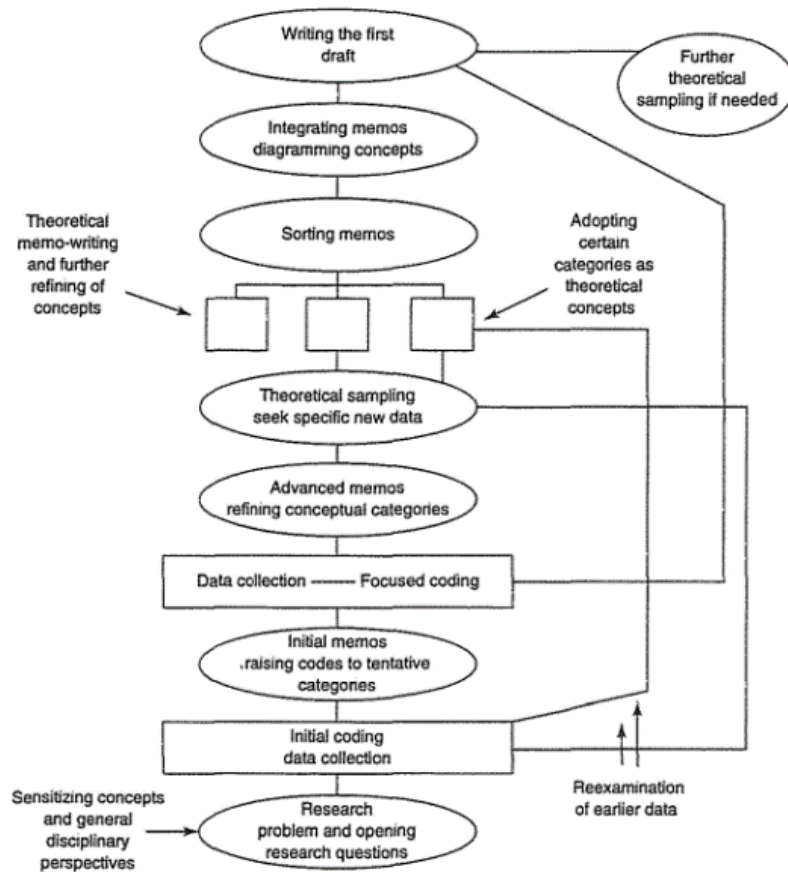 Writing the first
draft
Further
theoretical
sampling if needed
Integrating memos
diagramming concepts
Theoretical
memo-writing
and further
refining of
concepts
Sorting memos
Adopting
certain
categories as
theoretical
concepts
Theoretical sampling
seek specific new data
Advanced memos
refining conceptual categories
Data collection -------- Focused coding
Initial memos
.raising codes to tentative
categories
Initial coding
data collection
Reexamination
of earlier data
Sensitizing concepts
and general
disciplinary
perspectives
Research
problem and opening
research questions